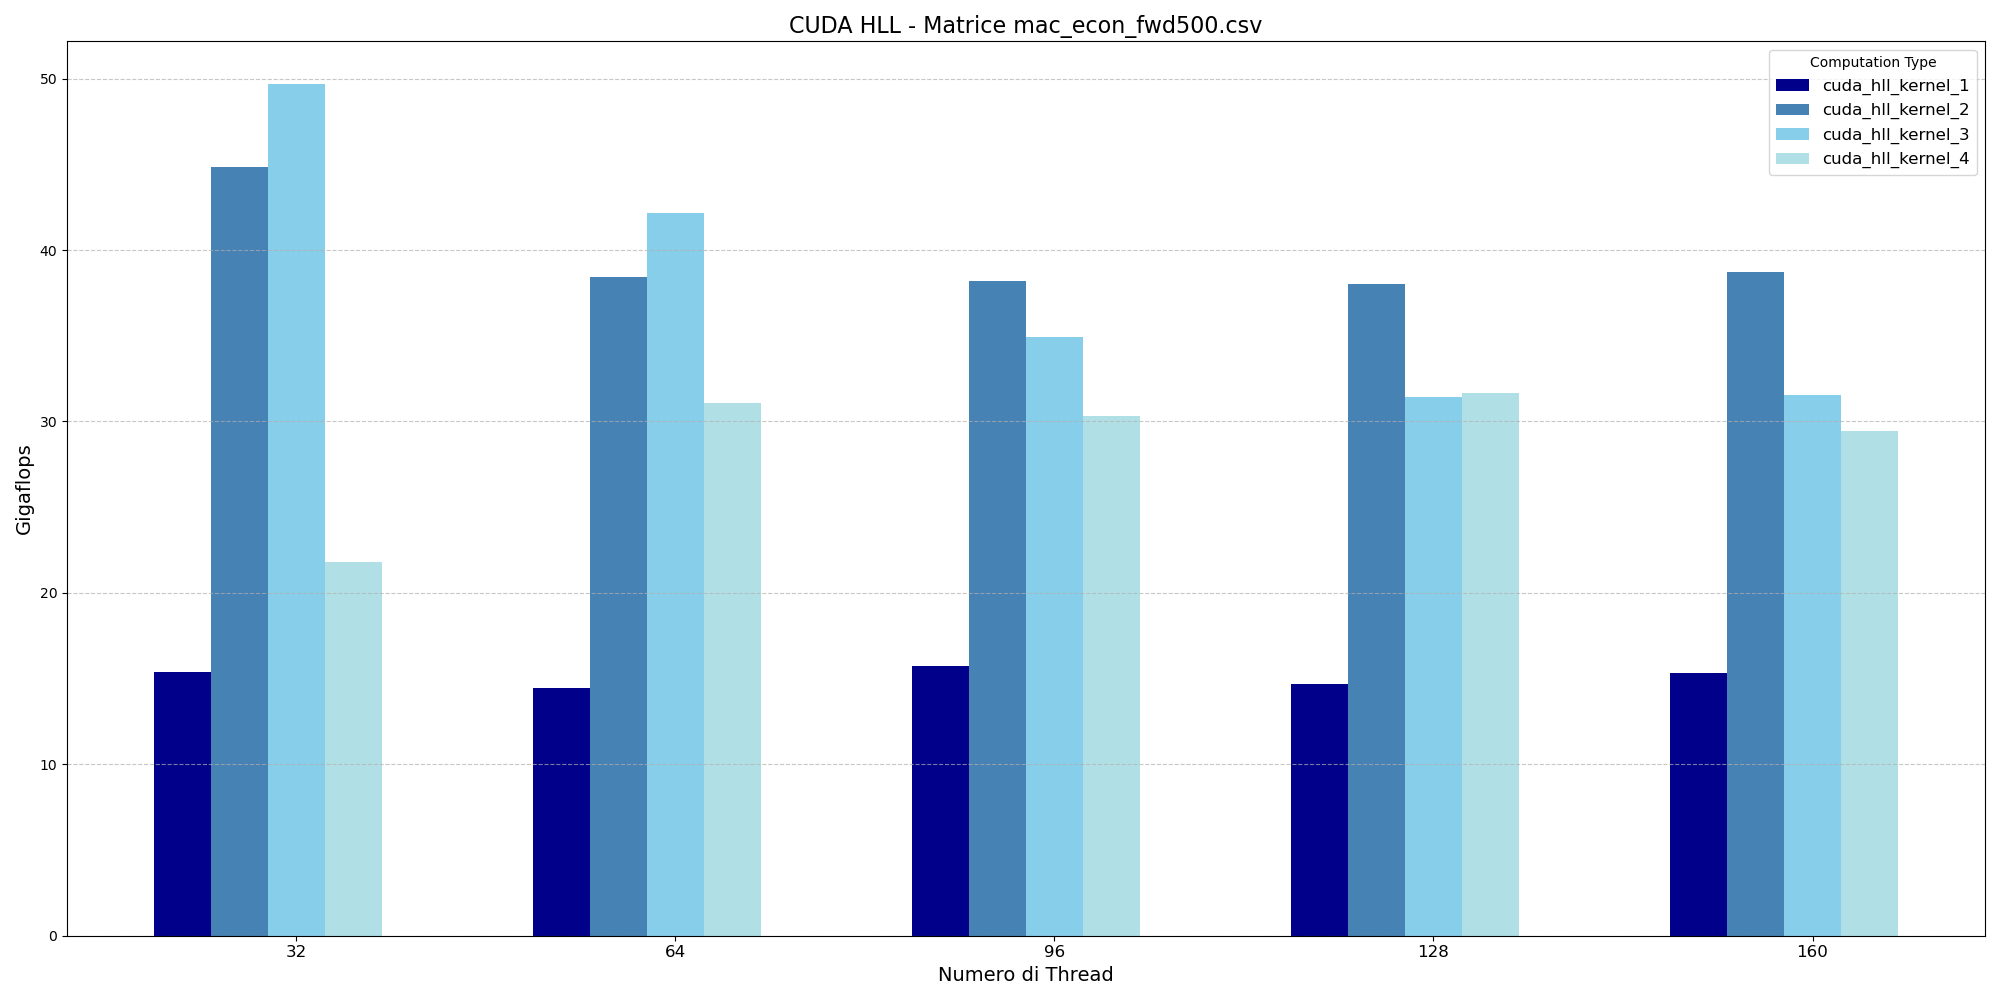 CUDA HLL - Matrice mac_econ_fwd500.csv
Computation Type
cuda_hll_kernel_1
cuda_hll_kernel_2
cuda_hll_kernel_3
cuda_hll_kernel_4
Gigaflops
50
40
30
20
10
0
32 64 96 128 160
Numero di Thread